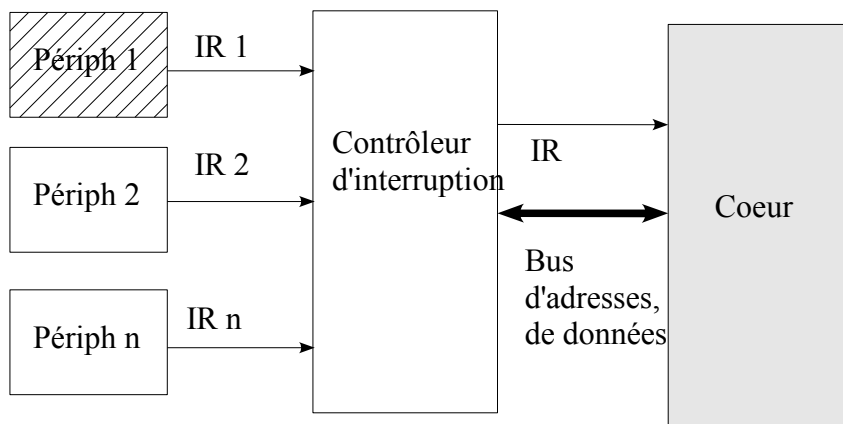 Périph 1
IR 1
Périph 2
IR 2
Périph n
IR n
Contrôleur
d'interruption
IR
Bus
d'adresses,
de données
Coeur